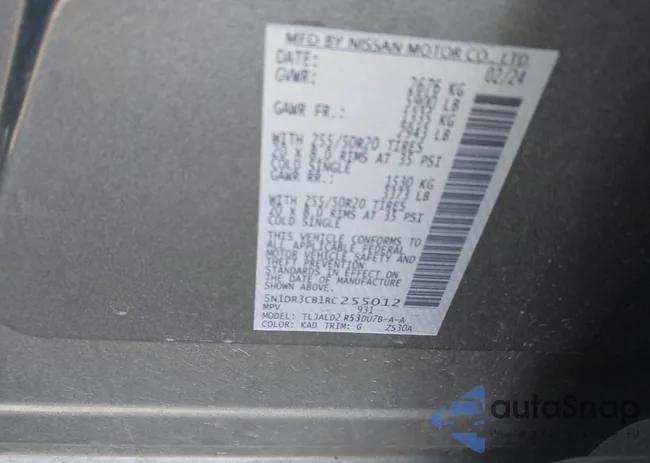 MFD BY NISSAN MOTOR CO., LTD
DATE: 02/24
GVWR: 2676 KG
5900 LB
GAWR FR.: 1335 KG
2943 LB
WITH 255/50R20 TIRES
20 X 8.0 RIMS AT 35 PSI
COLD SINGLE
GAWR RR.: 1530 KG
3373 LB
WITH 255/50R20 TIRES
20 X 8.0 RIMS AT 35 PSI
COLD SINGLE
THIS VEHICLE CONFORMS TO
ALL APPLICABLE FEDERAL
MOTOR VEHICLE SAFETY AND
THEFT PREVENTION
STANDARDS IN EFFECT ON
THE DATE OF MANUFACTURE
SHOWN ABOVE.
5N1DR3CB1RC255012
MPV 931
MODEL: TLJALD2 R53DU7B-A-A
COLOR: KAD TRIM: G ZS30A
autoSnap